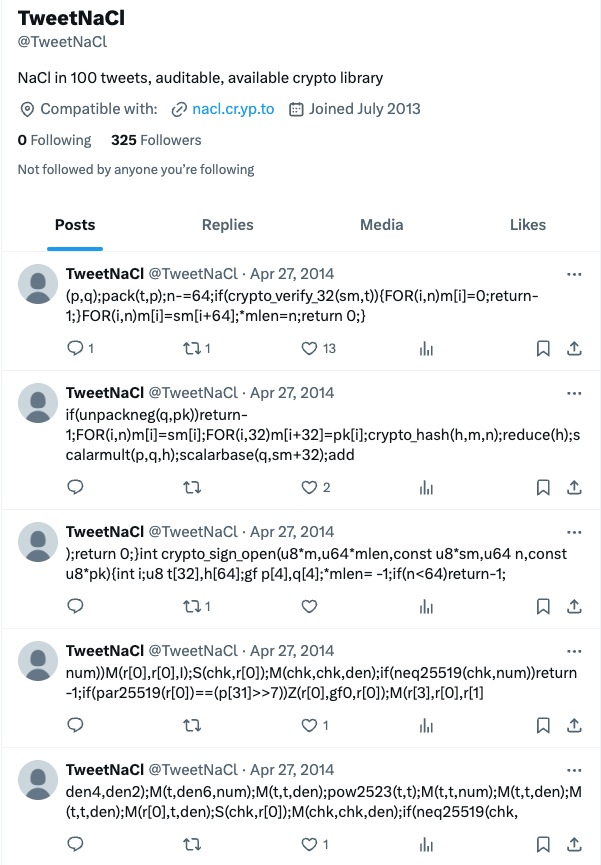 TweetNaCl
@TweetNaCl
NaCl in 100 tweets, auditable, available crypto library
Compatible with: nacl.cr.yp.to Joined July 2013
0 Following 325 Followers
Not followed by anyone you're following
Posts Replies Media Likes
TweetNaCl @TweetNaCl · Apr 27, 2014
(p,q);pack(t,p);n-=64;if(crypto_verify_32(sm,t)){FOR(i,n)m[i]=0;return-
1;}FOR(i,n)m[i]=sm[i+64];*mlen=n;return 0;}
1 1 13
TweetNaCl @TweetNaCl · Apr 27, 2014
if(unpackneg(q,pk))return-
1;FOR(i,n)m[i]=sm[i];FOR(i,32)m[i+32]=pk[i];crypto_hash(h,m,n);reduce(h);s
calarmult(p,q,h);scalarbase(q,sm+32);add
2
TweetNaCl @TweetNaCl · Apr 27, 2014
);return 0;}int crypto_sign_open(u8*m,u64*mlen,const u8*sm,u64 n,const
u8*pk){int i;u8 t[32],h[64];gf p[4],q[4];*mlen= -1;if(n<64)return-1;
1
TweetNaCl @TweetNaCl · Apr 27, 2014
num))M(r[0],r[0],I);S(chk,r[0]);M(chk,chk,den);if(neq25519(chk,num))return
-1;if(par25519(r[0])==(p[31]>>7))Z(r[0],gf0,r[0]);M(r[3],r[0],r[1]
1
TweetNaCl @TweetNaCl · Apr 27, 2014
den4,den2);M(t,den6,num);M(t,t,den);pow2523(t,t);M(t,t,num);M(t,t,den);M
(t,t,den);M(r[0],t,den);S(chk,r[0]);M(chk,chk,den);if(neq25519(chk,
1